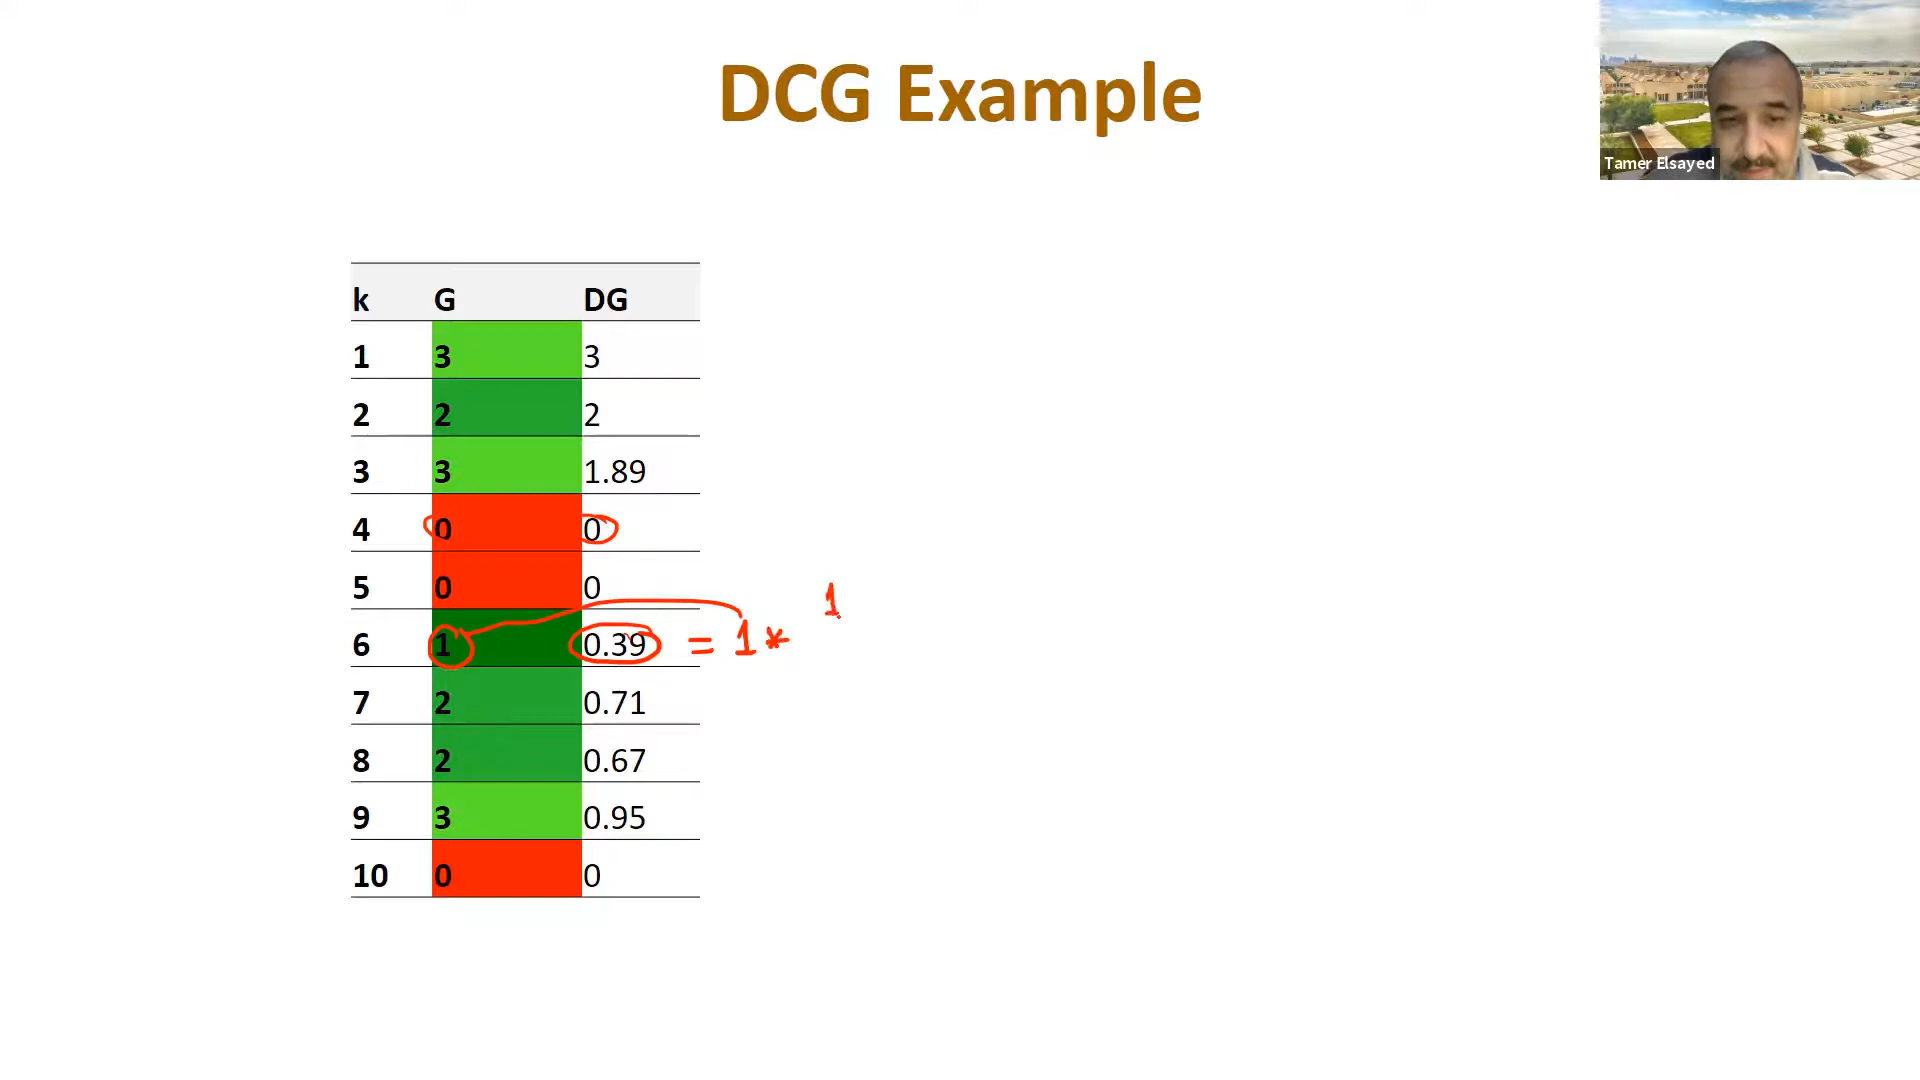 DCG Example
Tamer Elsayed
k G DG
1 3 3
2 2 2
3 3 1.89
4 0 0
5 0 0
1
6 1 0.39 = 1 *
7 2 0.71
8 2 0.67
9 3 0.95
10 0 0